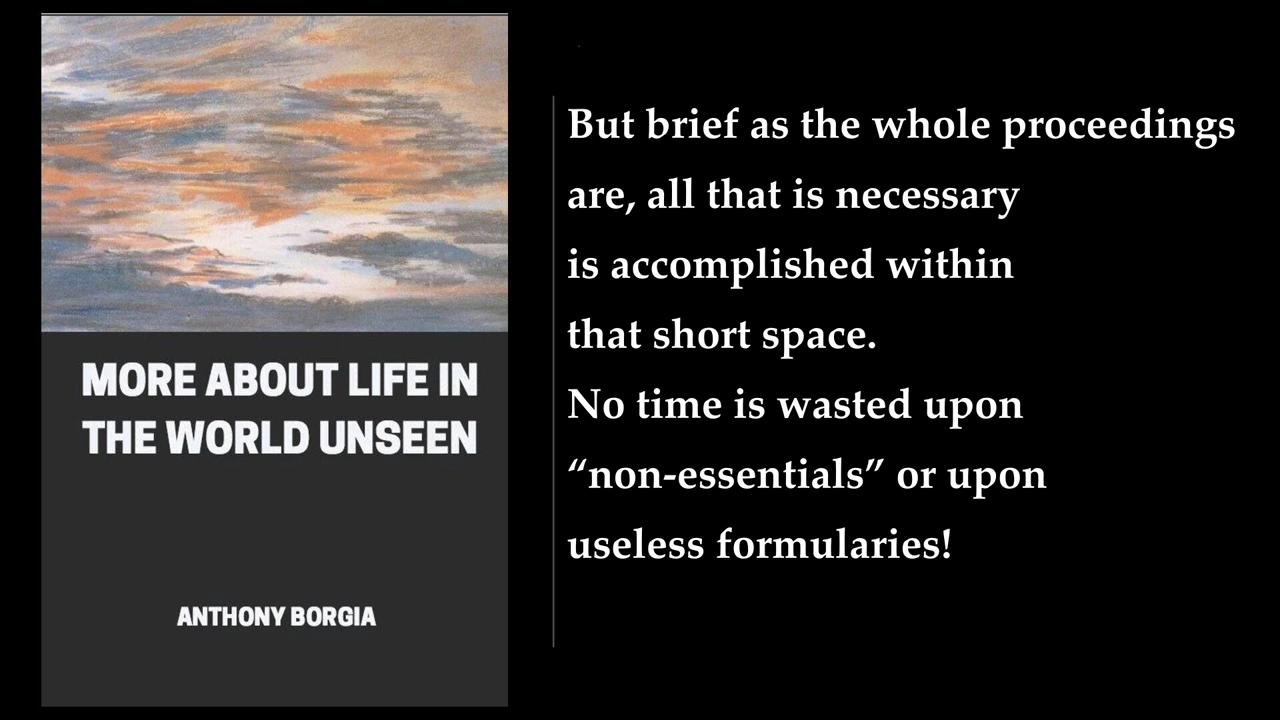 MORE ABOUT LIFE IN
THE WORLD UNSEEN
ANTHONY BORGIA
But brief as the whole proceedings
are, all that is necessary
is accomplished within
that short space.
No time is wasted upon
“non-essentials” or upon
useless formularies!